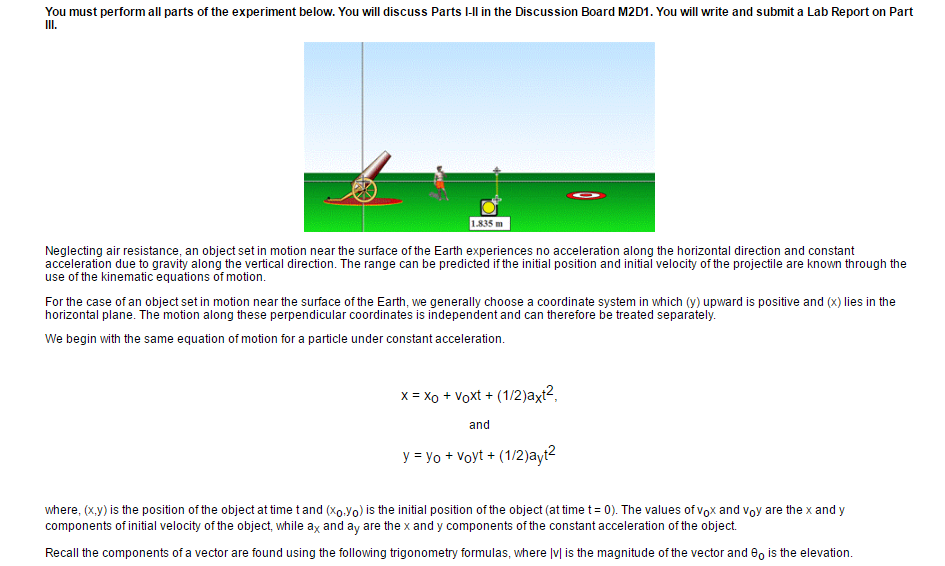 You must perform all parts of the experiment below. You will discuss Parts I-II in the Discussion Board M2D1. You will write and submit a Lab Report on Part
III.
1.835 m
Neglecting air resistance, an object set in motion near the surface of the Earth experiences no acceleration along the horizontal direction and constant
acceleration due to gravity along the vertical direction. The range can be predicted if the initial position and initial velocity of the projectile are known through the
use of the kinematic equations of motion.
For the case of an object set in motion near the surface of the Earth, we generally choose a coordinate system in which (y) upward is positive and (x) lies in the
horizontal plane. The motion along these perpendicular coordinates is independent and can therefore be treated separately.
We begin with the same equation of motion for a particle under constant acceleration.
x = x₀ + v₀xt + (1/2)aₓt²,
and
y = y₀ + v₀yt + (1/2)a_yt²
where, (x,y) is the position of the object at time t and (x₀,y₀) is the initial position of the object (at time t = 0). The values of v₀x and v₀y are the x and y
components of initial velocity of the object, while aₓ and a_y are the x and y components of the constant acceleration of the object.
Recall the components of a vector are found using the following trigonometry formulas, where |v| is the magnitude of the vector and θ₀ is the elevation.